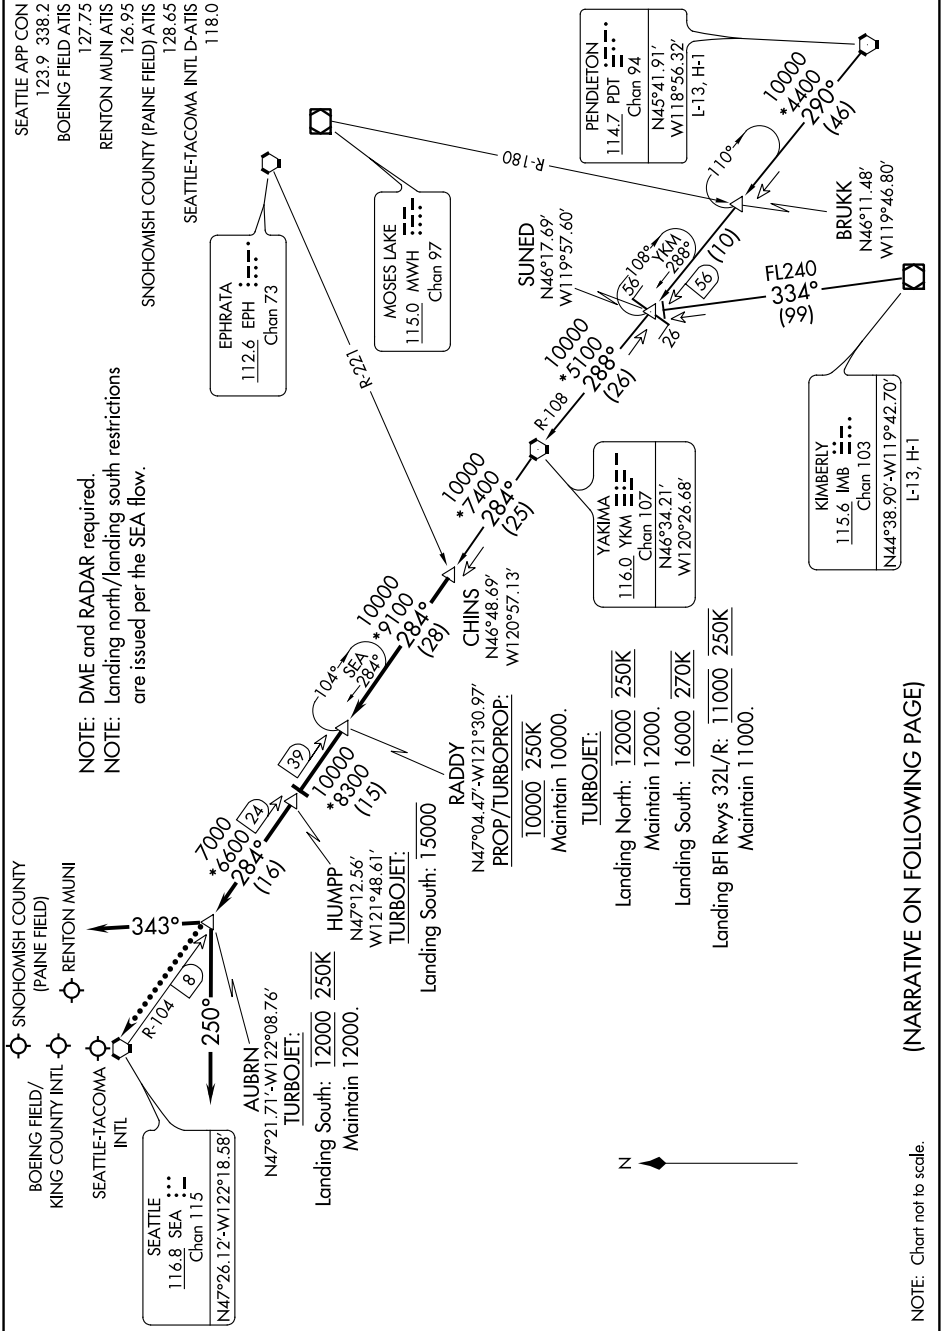 SEATTLE APP CON
123.9 338.2
BOEING FIELD ATIS
127.75
RENTON MUNI ATIS
126.95
SNOHOMISH COUNTY (PAINE FIELD) ATIS
128.65
SEATTLE-TACOMA INTL D-ATIS
118.0
NOTE: DME and RADAR required.
NOTE: Landing north/landing south restrictions
are issued per the SEA flow.
SNOHOMISH COUNTY
(PAINE FIELD)
RENTON MUNI
BOEING FIELD/
KING COUNTY INTL
SEATTLE-TACOMA
INTL
SEATTLE
116.8 SEA
Chan 115
N47°26.12'-W122°18.58'
R-104
8
343°
250°
AUBRN
N47°21.71'-W122°08.76'
TURBOJET:
Landing South: 12000 250K
Maintain 12000.
7000
*6600
284°
(16)
24
HUMPP
N47°12.56'
W121°48.61'
TURBOJET:
Landing South: 15000
39
10000
*8300
(15)
104°
SEA
284°
RADDY
N47°04.47'-W121°30.97'
PROP/TURBOPROP:
10000 250K
Maintain 10000.
TURBOJET:
Landing North: 12000 250K
Maintain 12000.
Landing South: 16000 270K
Landing BFI Rwys 32L/R: 11000 250K
Maintain 11000.
10000
*9100
284°
(28)
CHINS
N46°48.69'
W120°57.13'
EPHRATA
112.6 EPH
Chan 73
R-221
MOSES LAKE
115.0 MWH
Chan 97
R-180
10000
*7400
284°
(25)
YAKIMA
116.0 YKM
Chan 107
N46°34.21'
W120°26.68'
R-108
10000
*5100
288°
(26)
SUNED
N46°17.69'
W119°57.60'
56
108°
YKM
288°
56
26
(10)
FL240
334°
(99)
KIMBERLY
115.6 IMB
Chan 103
N44°38.90'-W119°42.70'
L-13, H-1
BRUKK
N46°11.48'
W119°46.80'
110°
10000
*4400
290°
(46)
PENDLETON
114.7 PDT
Chan 94
N45°41.91'
W118°56.32'
L-13, H-1
N
(NARRATIVE ON FOLLOWING PAGE)
NOTE: Chart not to scale.